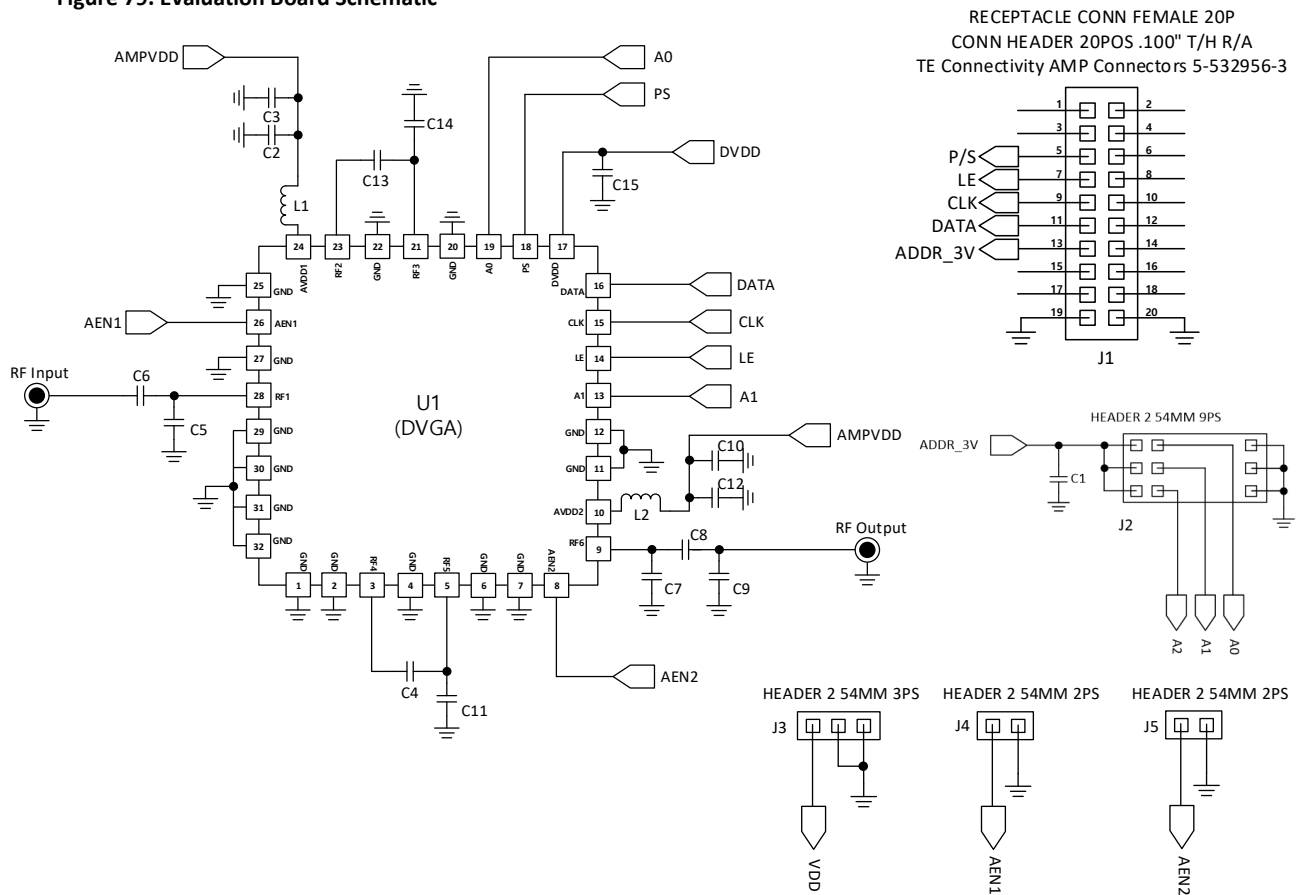 Figure 79: Evaluation Board Schematic
RECEPTACLE CONN FEMALE 20P
CONN HEADER 20POS .100" T/H R/A
TE Connectivity AMP Connectors 5-532956-3
AMPVDD
A0
PS
DVDD
C3
C2
L1
C14
C13
C15
24
23
22
21
20
19
18
17
AVDD1
RF2
GND
RF3
GND
A0
PS
DVDD
25
GND
AEN1
26
AEN1
27
GND
RF Input
C6
C5
28
RF1
29
GND
30
GND
31
GND
32
GND
U1
(DVGA)
DATA
16
DATA
CLK
15
CLK
LE
14
LE
A1
13
A1
GND
12
GND
11
AVDD2
10
RF6
9
L2
C10
C12
AMPVDD
C8
C7
C9
RF Output
GND
GND
RF4
GND
RF5
GND
GND
AEN2
1
2
3
4
5
6
7
8
C4
C11
AEN2
1
2
3
4
P/S
5
6
LE
7
8
CLK
9
10
DATA
11
12
ADDR_3V
13
14
15
16
17
18
19
20
J1
HEADER 2 54MM 9PS
ADDR_3V
C1
J2
A2
A1
A0
HEADER 2 54MM 3PS
J3
VDD
HEADER 2 54MM 2PS
J4
AEN1
HEADER 2 54MM 2PS
J5
AEN2